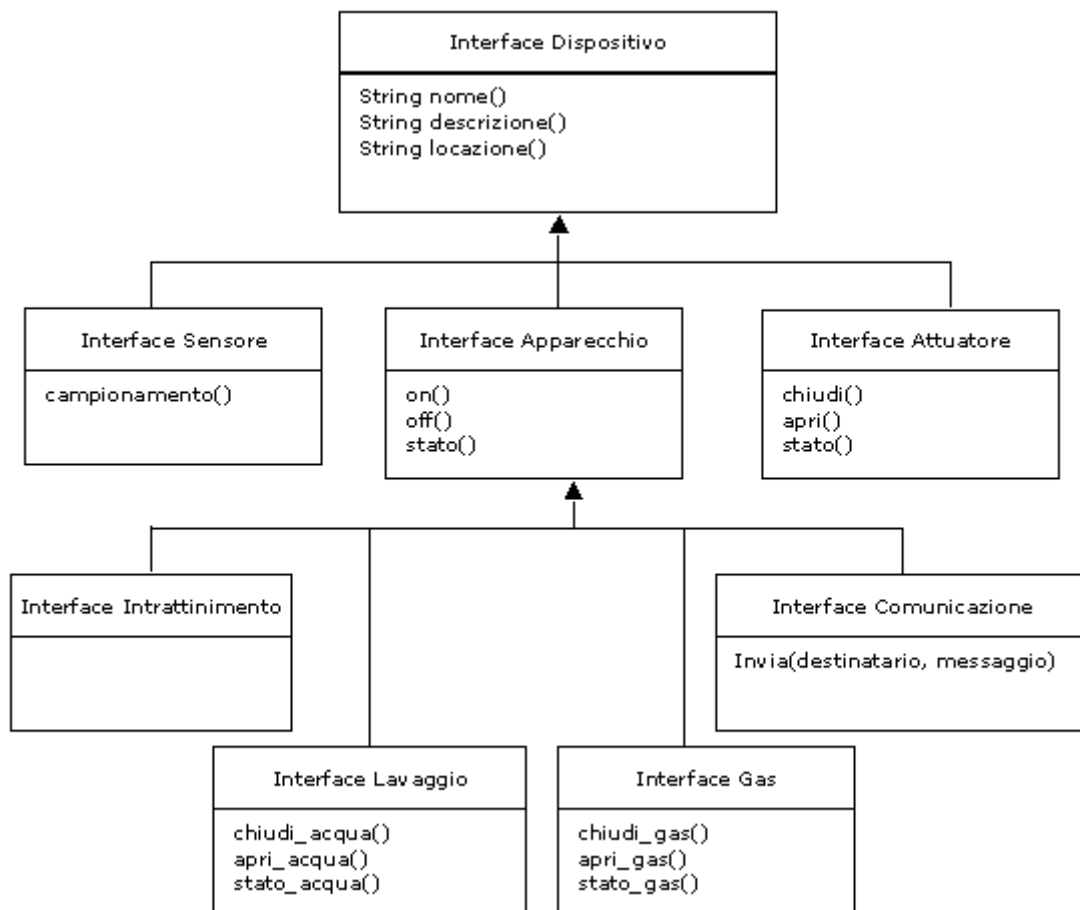 Interface Dispositivo
String nome()
String descrizione()
String locazione()
Interface Sensore
campionamento()
Interface Apparecchio
on()
off()
stato()
Interface Attuatore
chiudi()
apri()
stato()
Interface Intrattinimento
Interface Comunicazione
Invia(destinatario, messaggio)
Interface Lavaggio
chiudi_acqua()
apri_acqua()
stato_acqua()
Interface Gas
chiudi_gas()
apri_gas()
stato_gas()